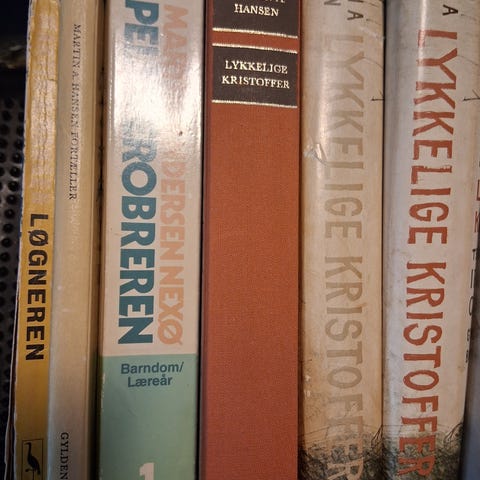 LØGNEREN
MARTIN A. HANSEN FORTÆLLER
GYLDEN
PELLE EROBREREN
ANDERSEN NEXØ
Barndom/
Læreår
1
HANSEN
LYKKELIGE
KRISTOFFER
LYKKELIGE KRISTOFFER
LYKKELIGE KRISTOFFER